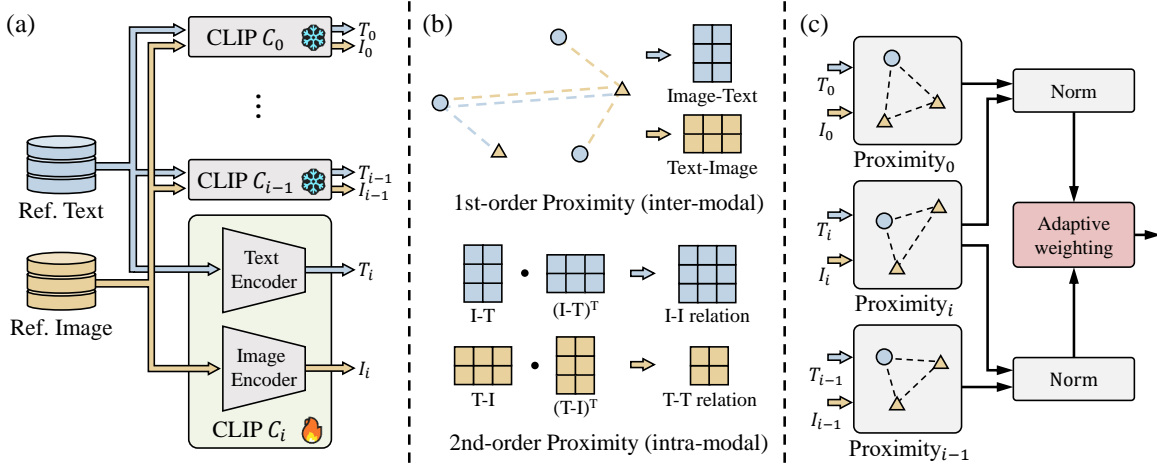 (a)
CLIP C₀
T₀
I₀
⋮
Ref. Text
CLIP Cᵢ₋₁
Tᵢ₋₁
Iᵢ₋₁
Ref. Image
Text
Encoder
Tᵢ
Image
Encoder
Iᵢ
CLIP Cᵢ
(b)
Image-Text
Text-Image
1st-order Proximity (inter-modal)
I-T
(I-T)ᵀ
I-I relation
T-I
(T-I)ᵀ
T-T relation
2nd-order Proximity (intra-modal)
(c)
T₀
I₀
Proximity₀
Norm
Tᵢ
Iᵢ
Proximityᵢ
Adaptive
weighting
Tᵢ₋₁
Iᵢ₋₁
Proximityᵢ₋₁
Norm